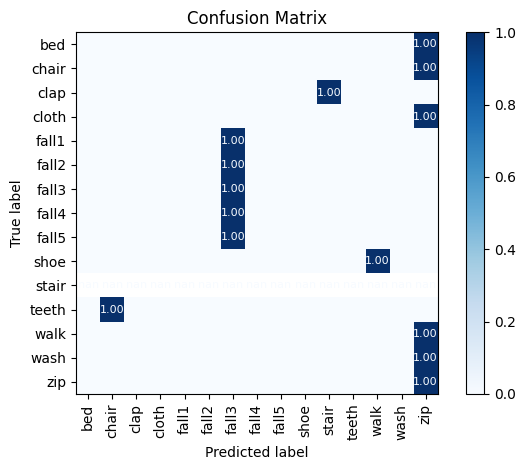 Confusion Matrix
True label
bed 1.00
chair 1.00
clap 1.00
cloth 1.00
fall1 1.00
fall2 1.00
fall3 1.00
fall4 1.00
fall5 1.00
shoe 1.00
stair
teeth 1.00
walk 1.00
wash 1.00
zip 1.00
bed chair clap cloth fall1 fall2 fall3 fall4 fall5 shoe stair teeth walk wash zip
Predicted label
1.0
0.8
0.6
0.4
0.2
0.0